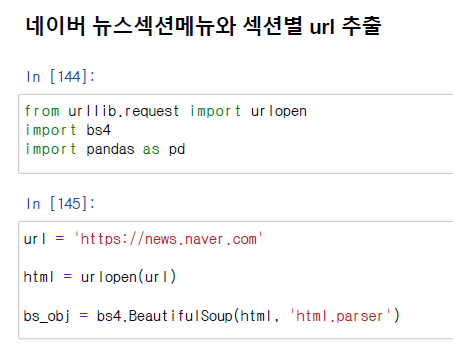 네이버 뉴스섹션메뉴와 섹션별 url 추출
In [144]:
from urllib.request import urlopen
import bs4
import pandas as pd
In [145]:
url = 'https://news.naver.com'
html = urlopen(url)
bs_obj = bs4.BeautifulSoup(html, 'html.parser')